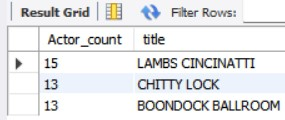 Result Grid Filter Rows:
Actor_count title
15 LAMBS CINCINATTI
13 CHITTY LOCK
13 BOONDOCK BALLROOM